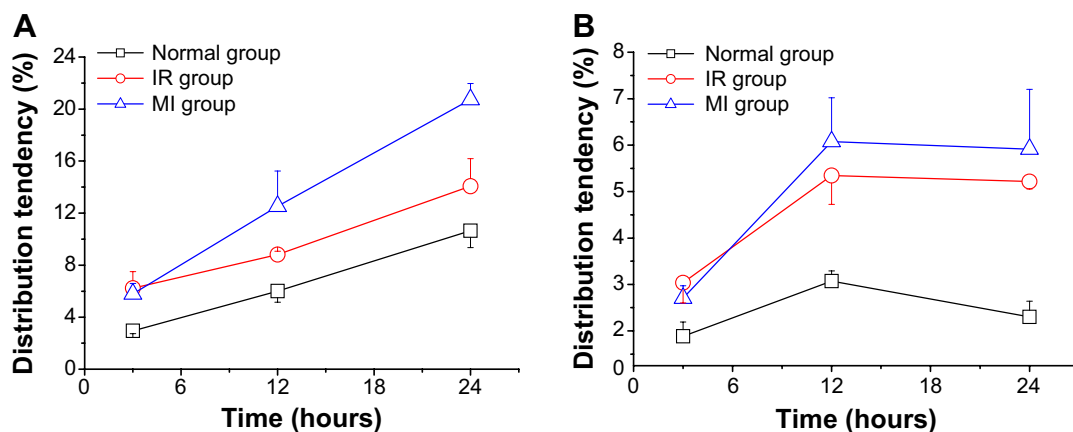 A
Distribution tendency (%)
24
20
16
12
8
4
0
Normal group
IR group
MI group
0 6 12 18 24
Time (hours)
B
Distribution tendency (%)
8
7
6
5
4
3
2
0
Normal group
IR group
MI group
0 6 12 18 24
Time (hours)